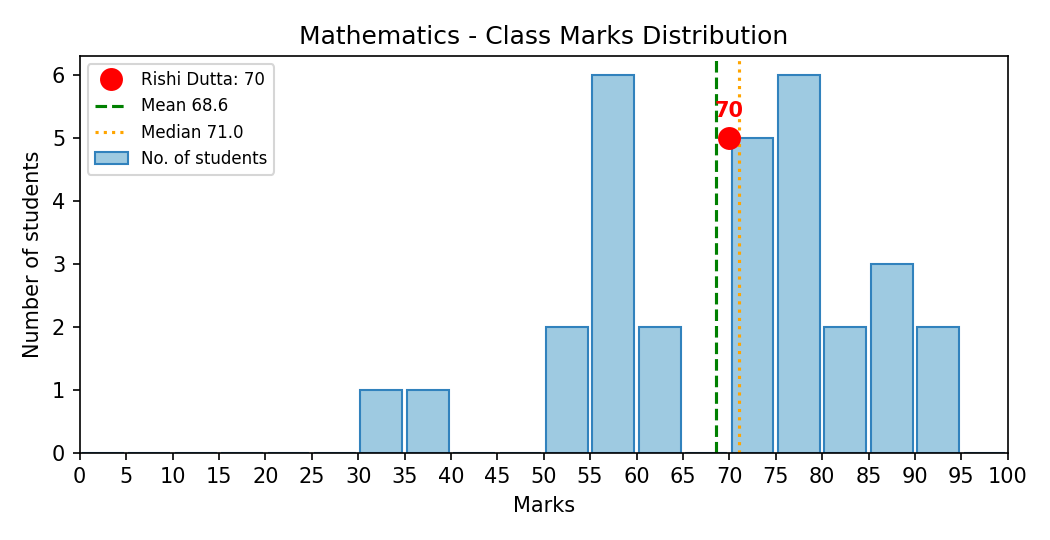 Mathematics - Class Marks Distribution
Rishi Dutta: 70
Mean 68.6
Median 71.0
No. of students
70
Number of students
6
5
4
3
2
1
0
0 5 10 15 20 25 30 35 40 45 50 55 60 65 70 75 80 85 90 95 100
Marks